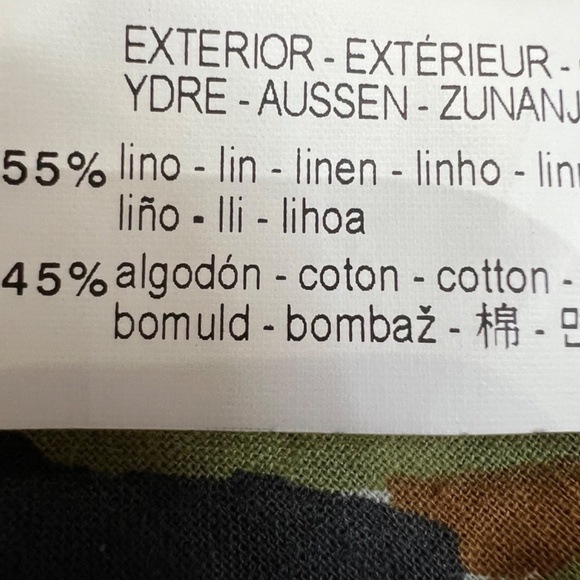 EXTERIOR - EXTÉRIEUR -
YDRE - AUSSEN - ZUNANJ
55% lino - lin - linen - linho - lin
liño - lli - lihoa
45% algodón - coton - cotton -
bomuld - bombaž - 棉 -